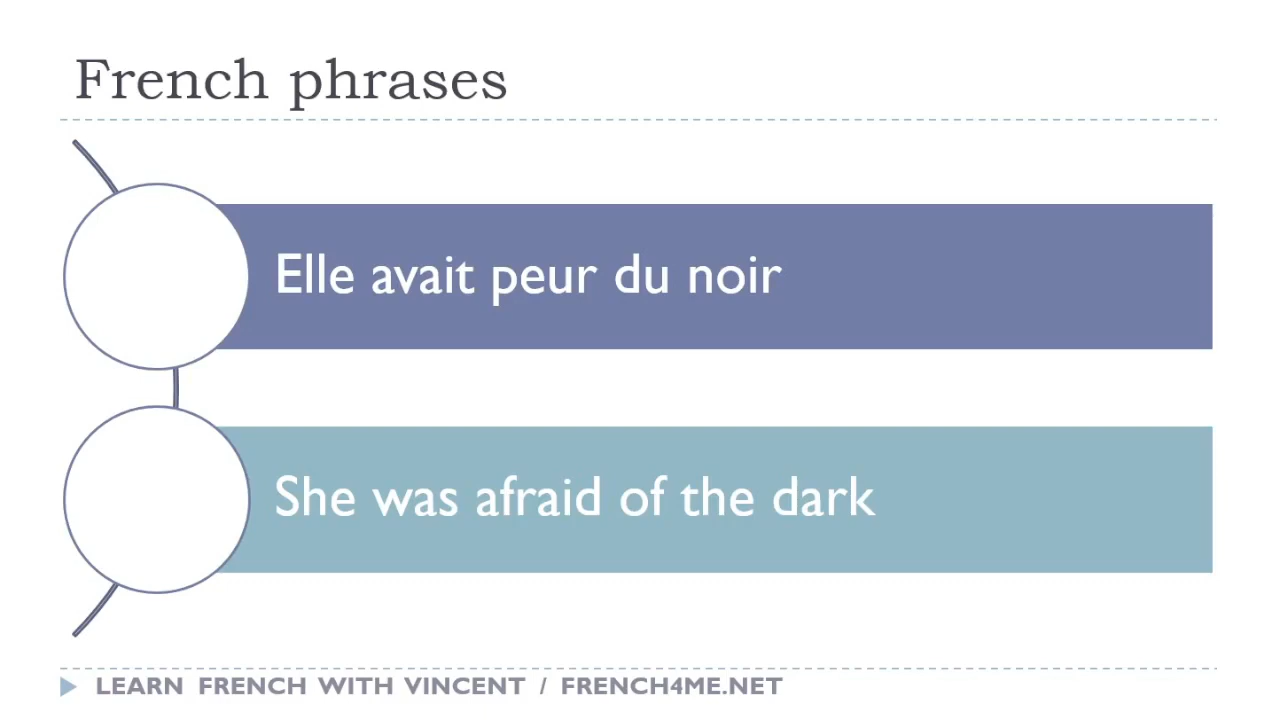 French phrases
Elle avait peur du noir
She was afraid of the dark
LEARN FRENCH WITH VINCENT / FRENCH4ME.NET